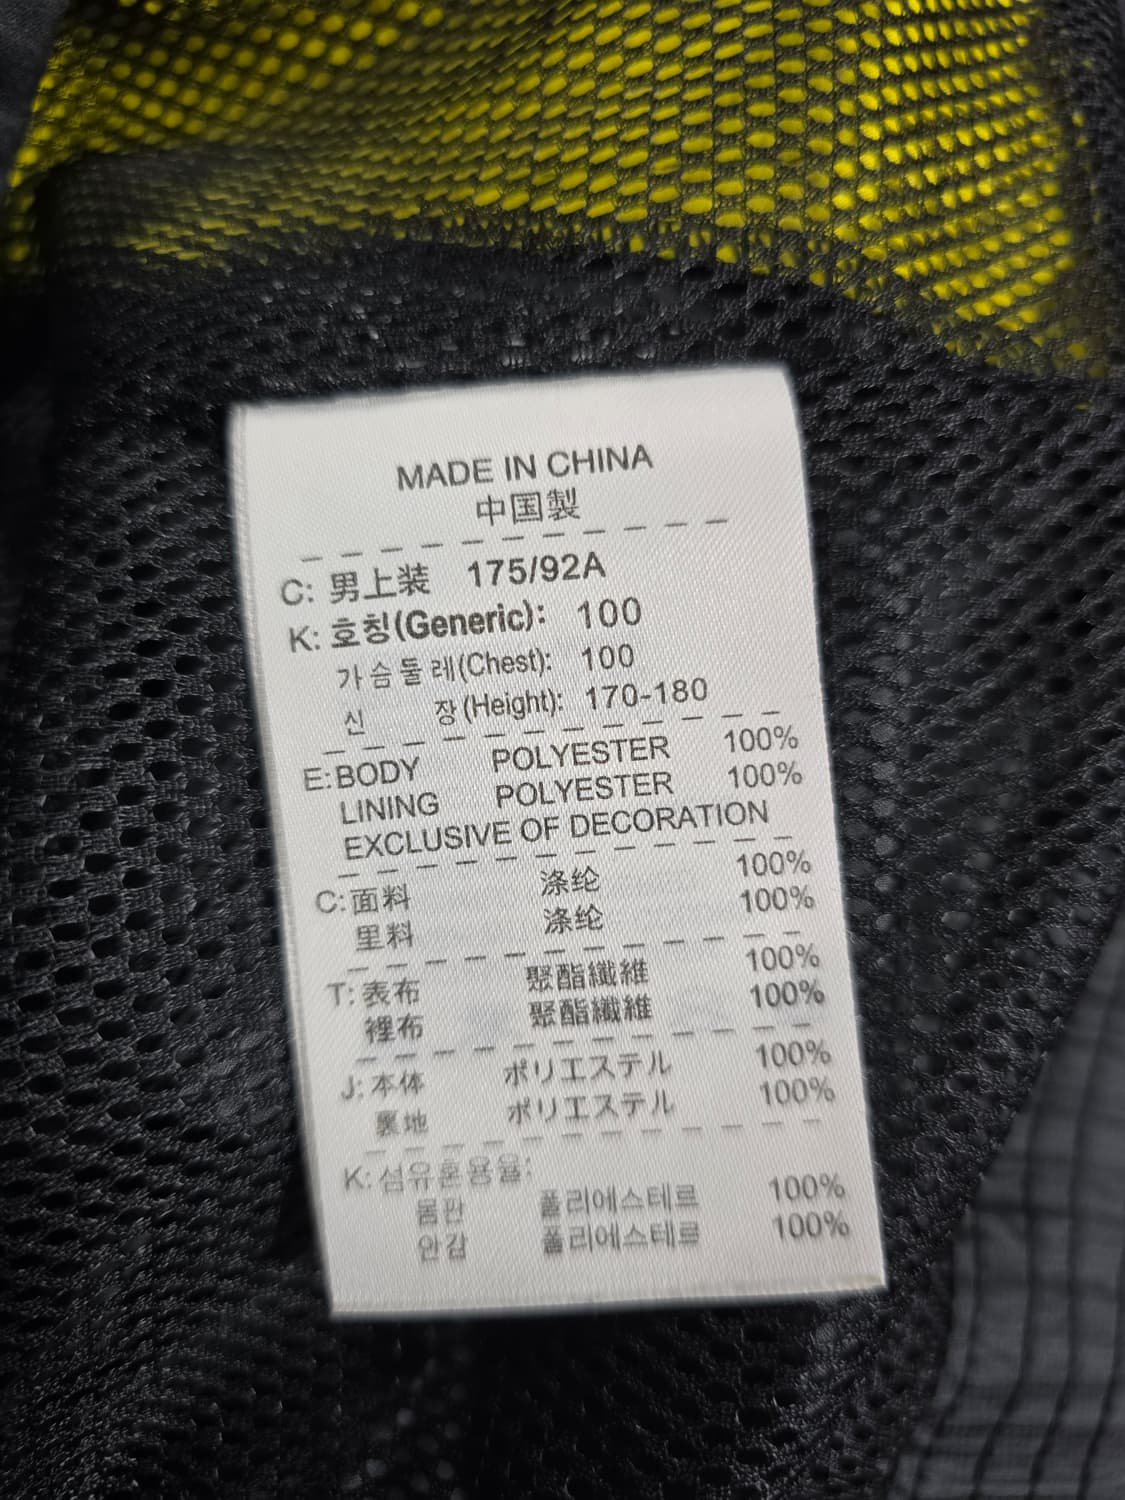 MADE IN CHINA
中国製
C: 男上装 175/92A
K: 호칭(Generic): 100
가슴둘레(Chest): 100
신 장(Height): 170-180
E: BODY POLYESTER 100%
LINING POLYESTER 100%
EXCLUSIVE OF DECORATION
C: 面料 涤纶 100%
里料 涤纶 100%
T: 表布 聚酯纖維 100%
裡布 聚酯纖維 100%
J: 本体 ポリエステル 100%
裏地 ポリエステル 100%
K: 섬유혼용율:
몸판 폴리에스테르 100%
안감 폴리에스테르 100%